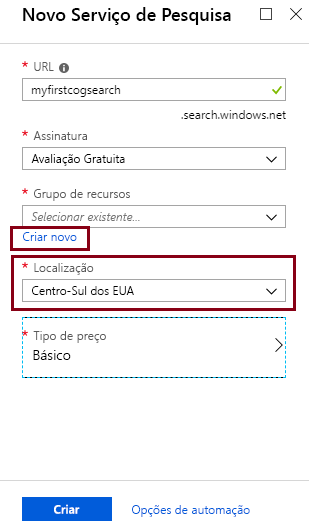 Novo Serviço de Pesquisa
* URL
myfirstcogsearch
.search.windows.net
* Assinatura
Avaliação Gratuita
* Grupo de recursos
Selecionar existente...
Criar novo
* Localização
Centro-Sul dos EUA
* Tipo de preço
Básico
Criar
Opções de automação